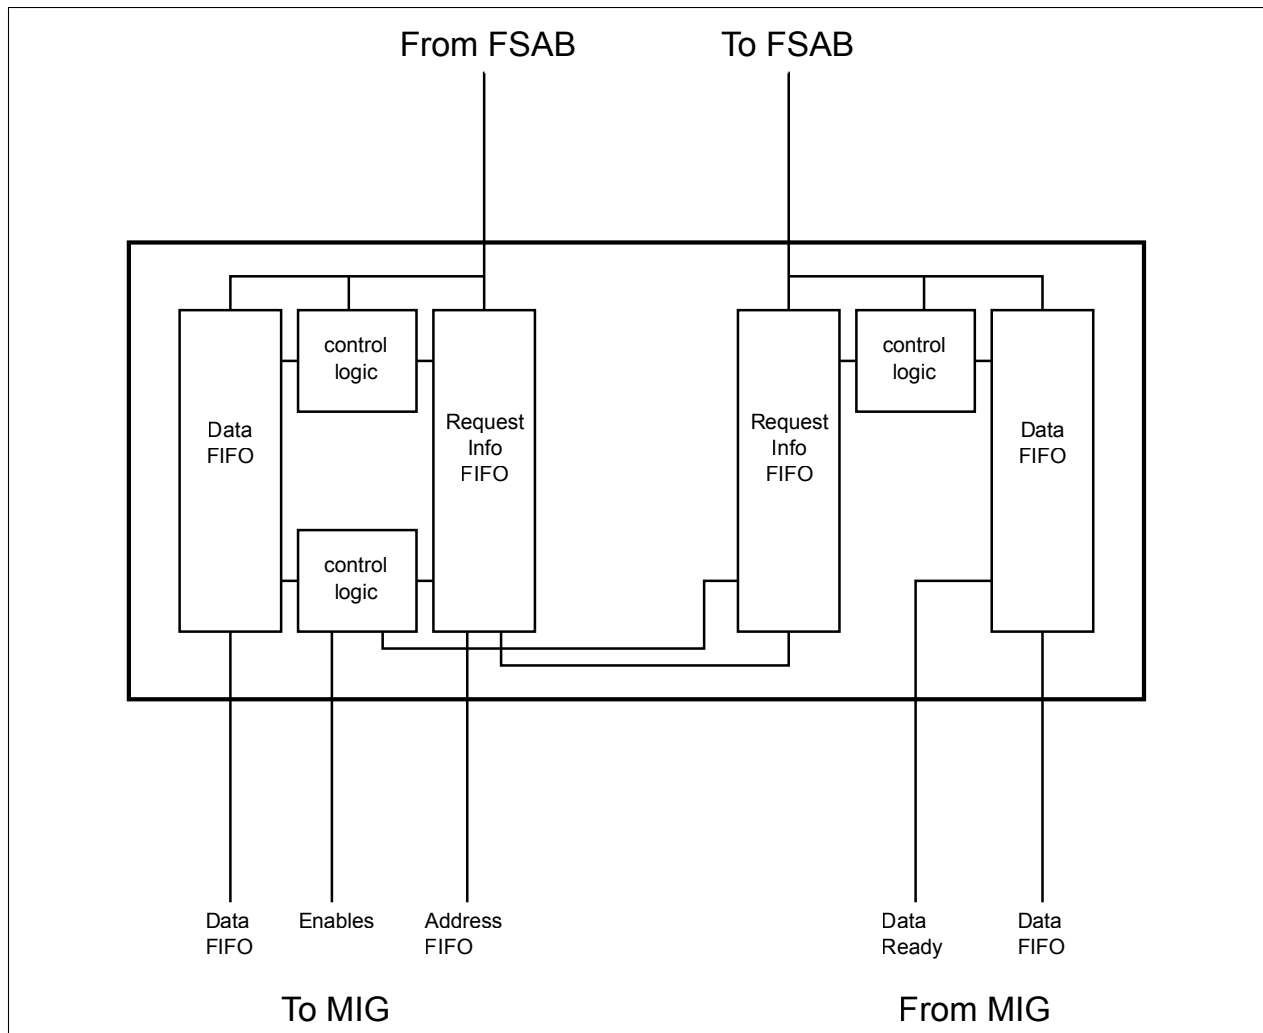 From FSAB
To FSAB
control
logic
control
logic
Data
FIFO
Request
Info
FIFO
Request
Info
FIFO
Data
FIFO
control
logic
Data
FIFO
Enables
Address
FIFO
Data
Ready
Data
FIFO
To MIG
From MIG